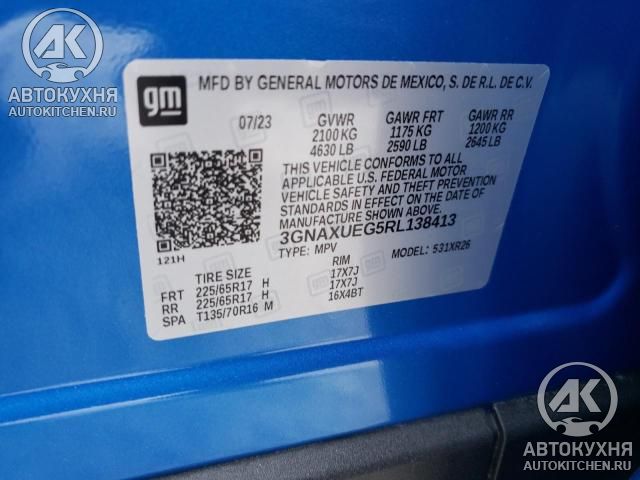 АВТОКУХНЯ
AUTOKITCHEN.RU
gm
MFD BY GENERAL MOTORS DE MEXICO, S. DE R.L. DE C.V.
07/23 GVWR GAWR FRT GAWR RR
2100 KG 1175 KG 1200 KG
4630 LB 2590 LB 2645 LB
THIS VEHICLE CONFORMS TO ALL
APPLICABLE U.S. FEDERAL MOTOR
VEHICLE SAFETY AND THEFT PREVENTION
STANDARDS IN EFFECT ON THE DATE OF
MANUFACTURE SHOWN ABOVE.
3GNAXUEG5RL138413
TYPE: MPV MODEL: 531XR26
121H
TIRE SIZE RIM
FRT 225/65R17 H 17X7J
RR 225/65R17 H 17X7J
SPA T135/70R16 M 16X4BT
АВТОКУХНЯ
AUTOKITCHEN.RU